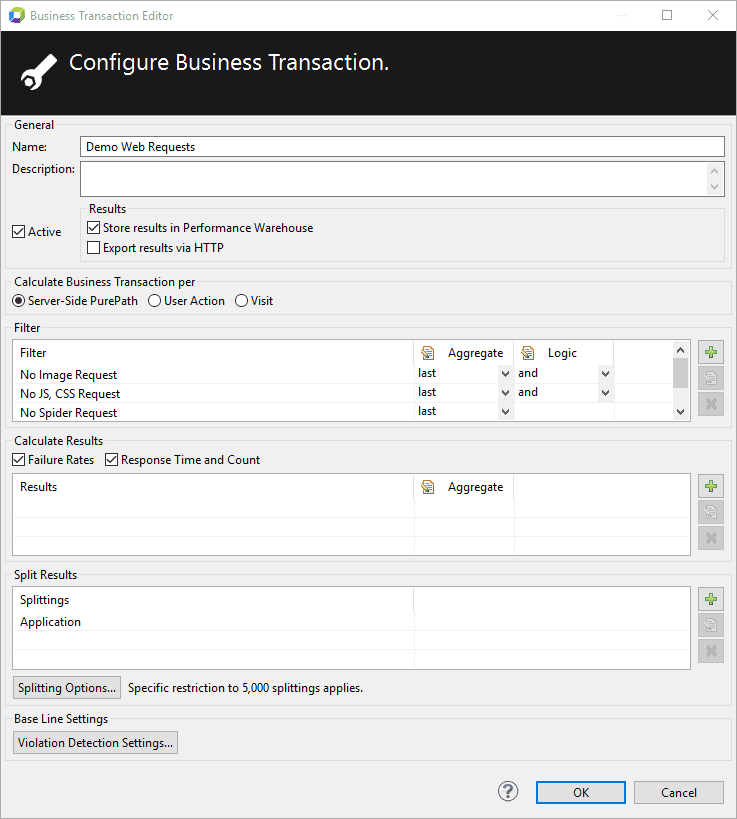 Business Transaction Editor
Configure Business Transaction.
General
Name: Demo Web Requests
Description:
Results
Active
Store results in Performance Warehouse
Export results via HTTP
Calculate Business Transaction per
Server-Side PurePath User Action Visit
Filter
Filter Aggregate Logic
No Image Request last and
No JS, CSS Request last and
No Spider Request last
Calculate Results
Failure Rates Response Time and Count
Results Aggregate
Split Results
Splittings
Application
Splitting Options... Specific restriction to 5,000 splittings applies.
Base Line Settings
Violation Detection Settings...
? OK Cancel